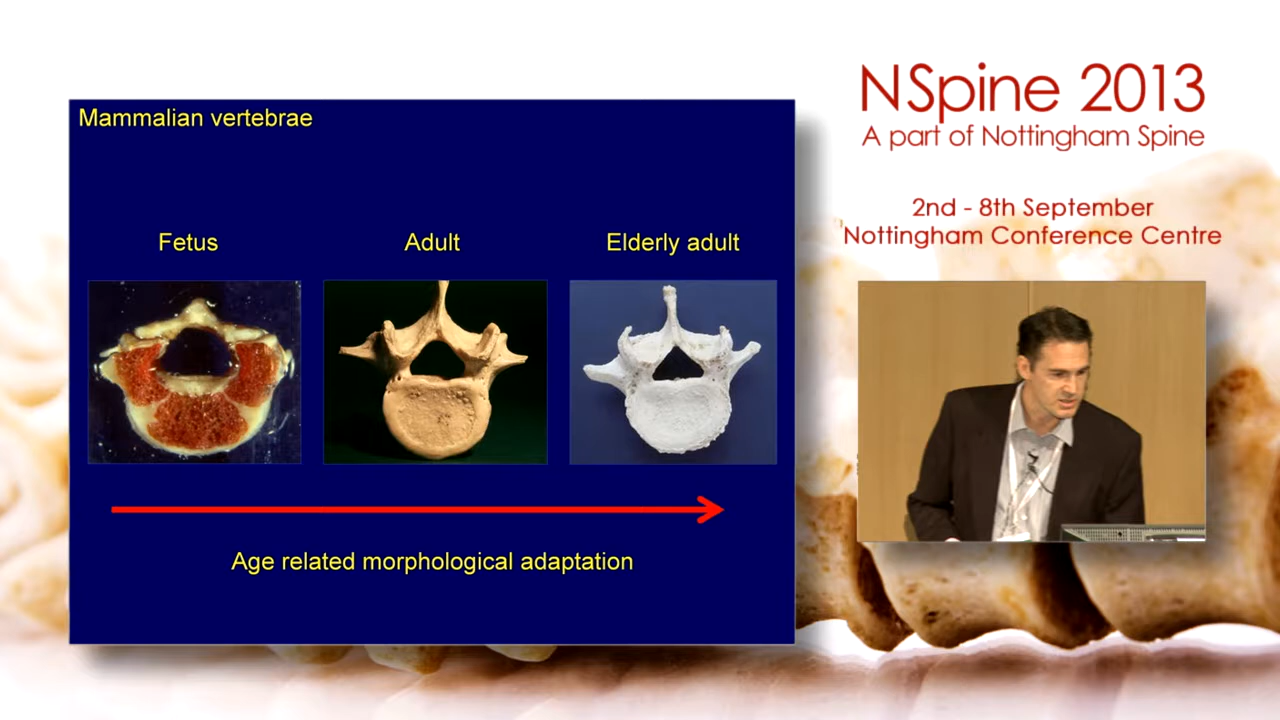 Mammalian vertebrae
Fetus
Adult
Elderly adult
Age related morphological adaptation
NSpine 2013
A part of Nottingham Spine
2nd - 8th September
Nottingham Conference Centre